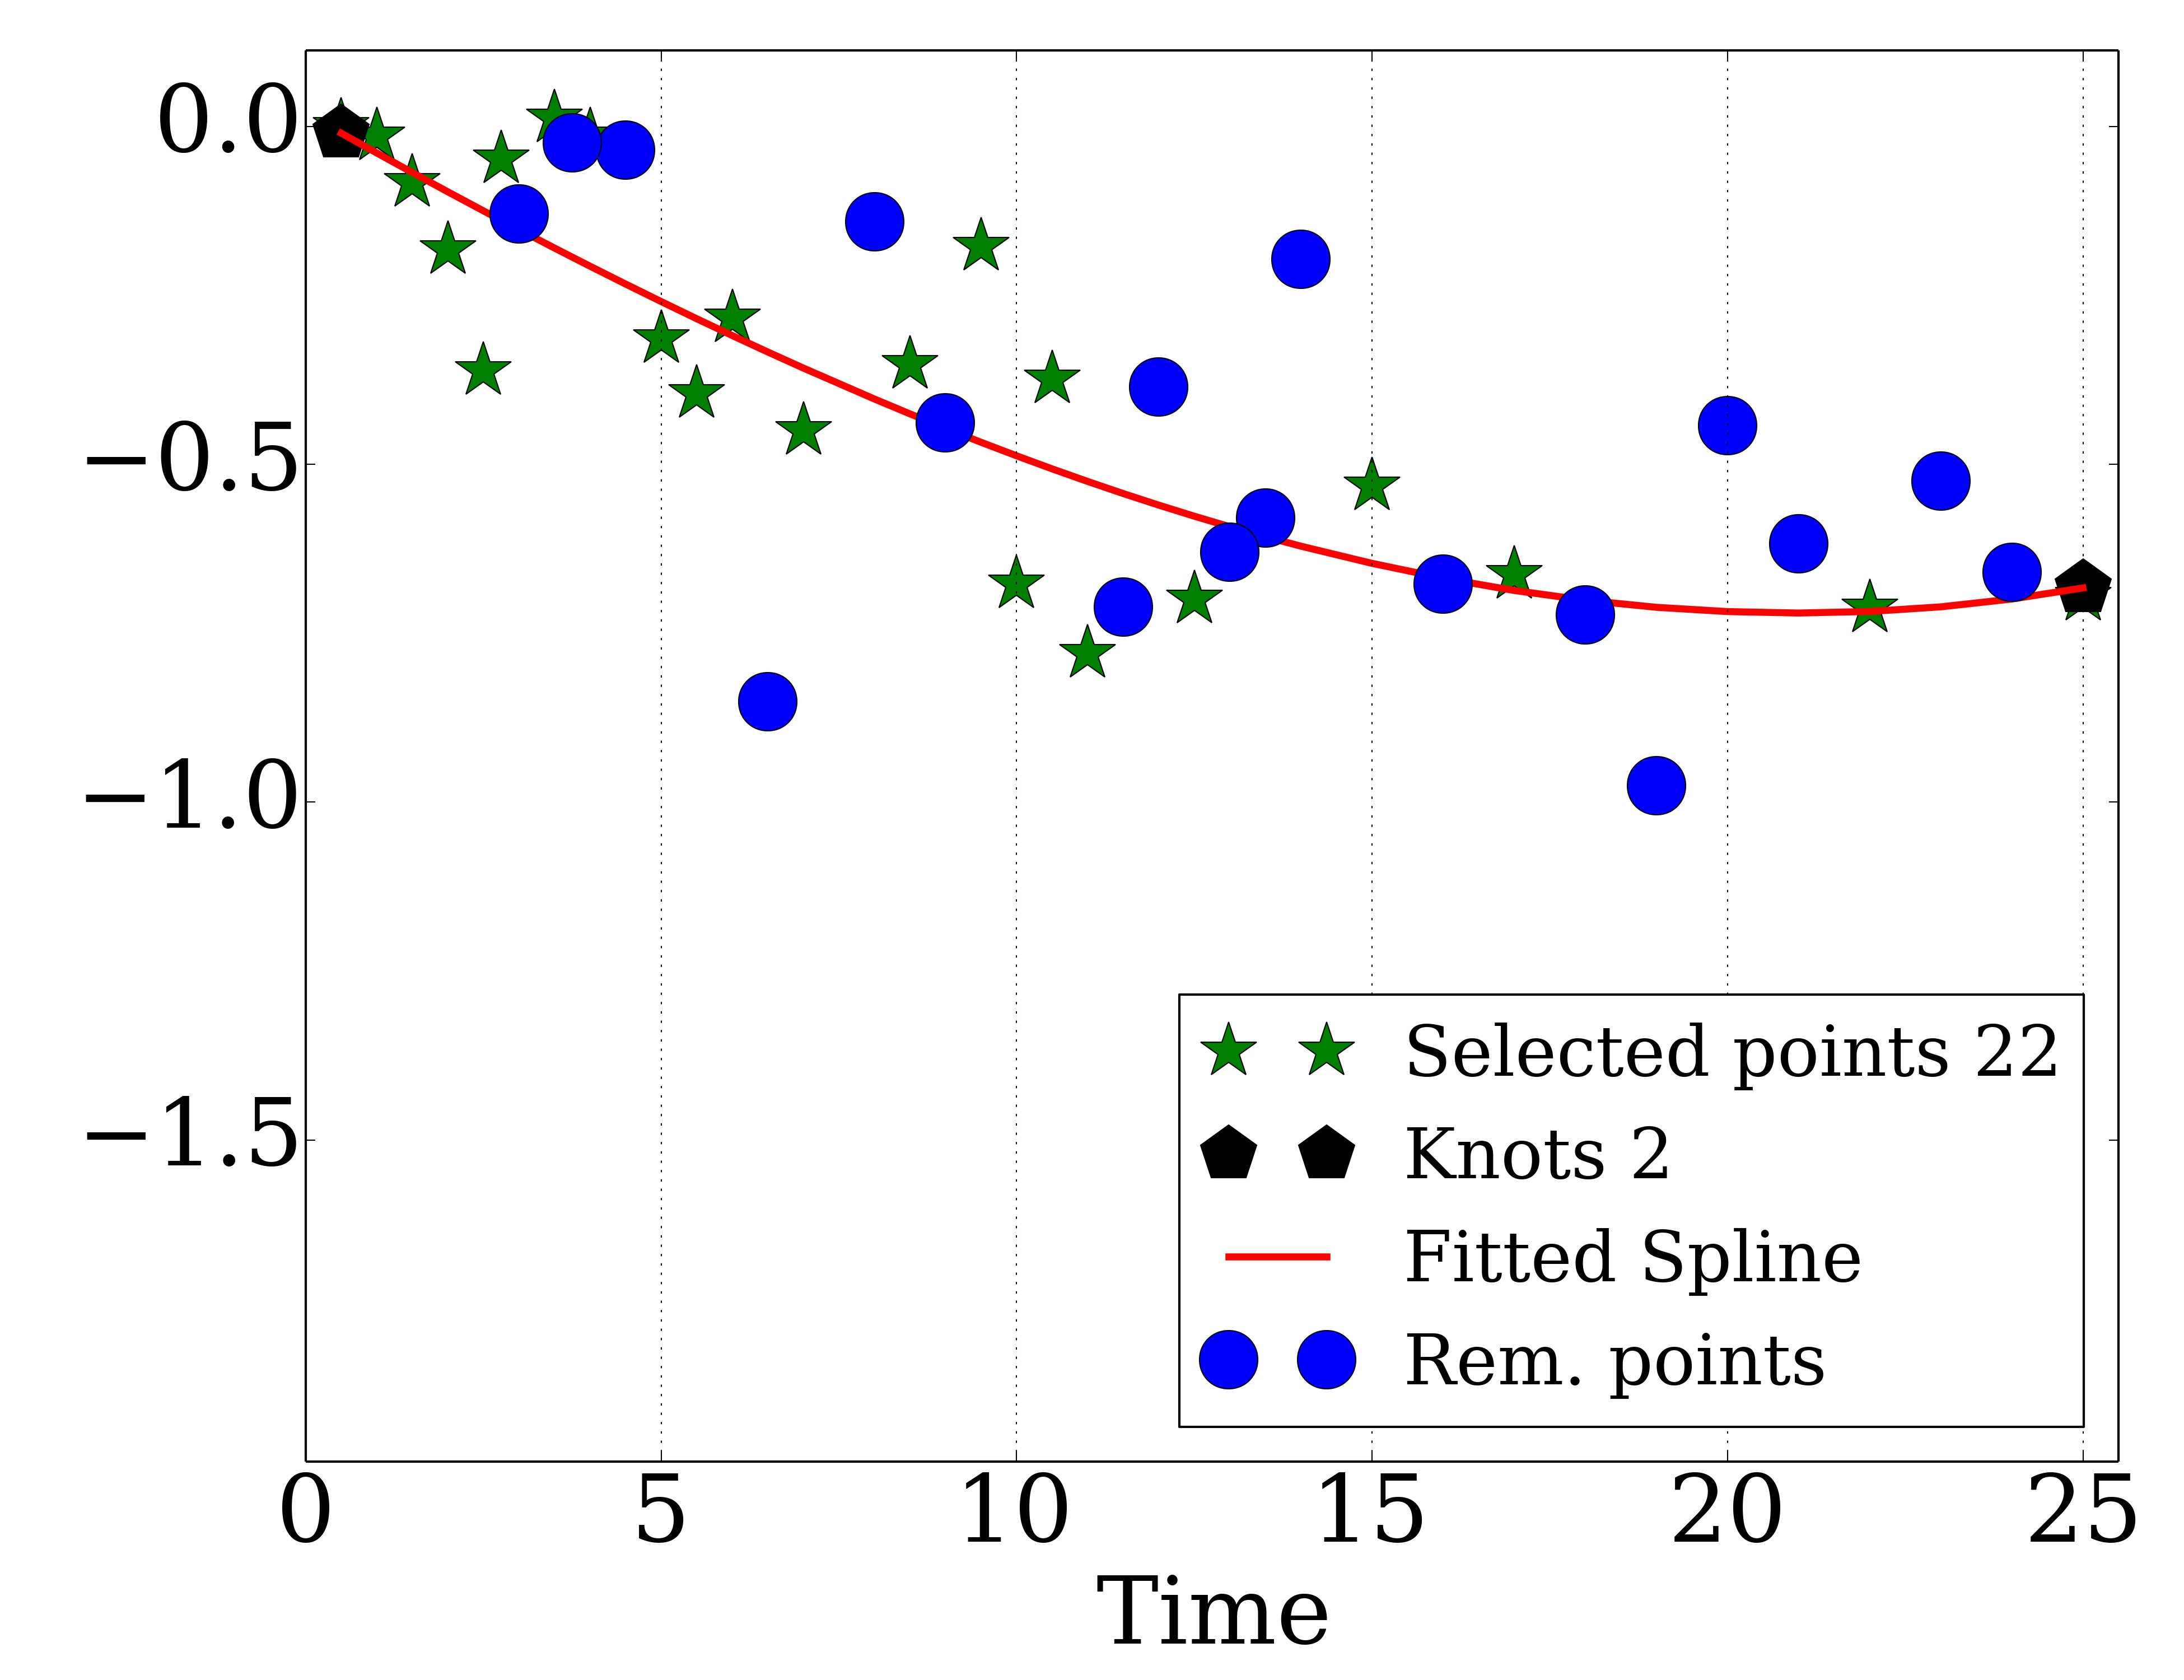 0.0
−0.5
−1.0
−1.5
Selected points 22
Knots 2
Fitted Spline
Rem. points
0 5 10 15 20 25
Time